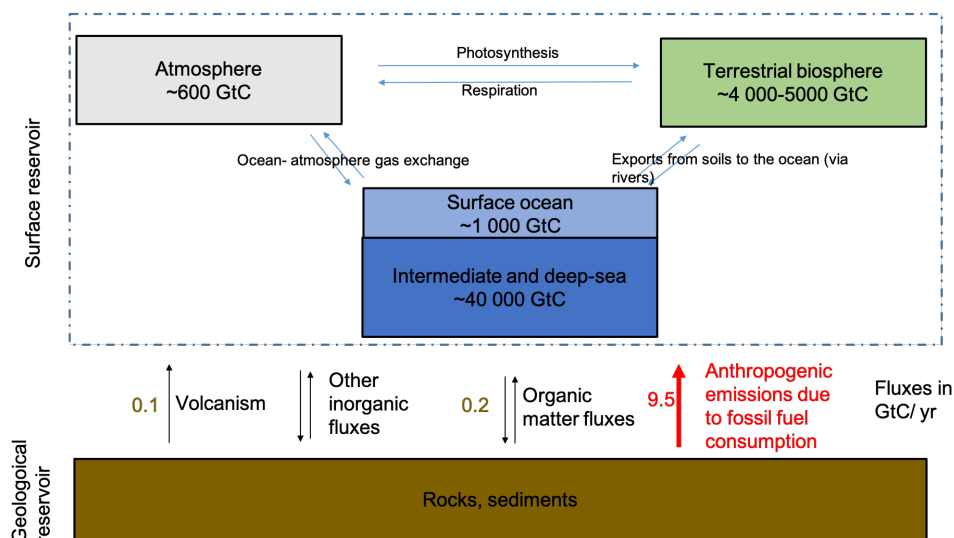 Atmosphere
~600 GtC
Photosynthesis
Respiration
Terrestrial biosphere
~4 000-5000 GtC
Ocean- atmosphere gas exchange
Exports from soils to the ocean (via
rivers)
Surface reservoir
Surface ocean
~1 000 GtC
Intermediate and deep-sea
~40 000 GtC
0.1
Volcanism
Other
inorganic
fluxes
0.2
Organic
matter fluxes
9.5
Anthropogenic
emissions due
to fossil fuel
consumption
Fluxes in
GtC/ yr
Geologoical
reservoir
Rocks, sediments